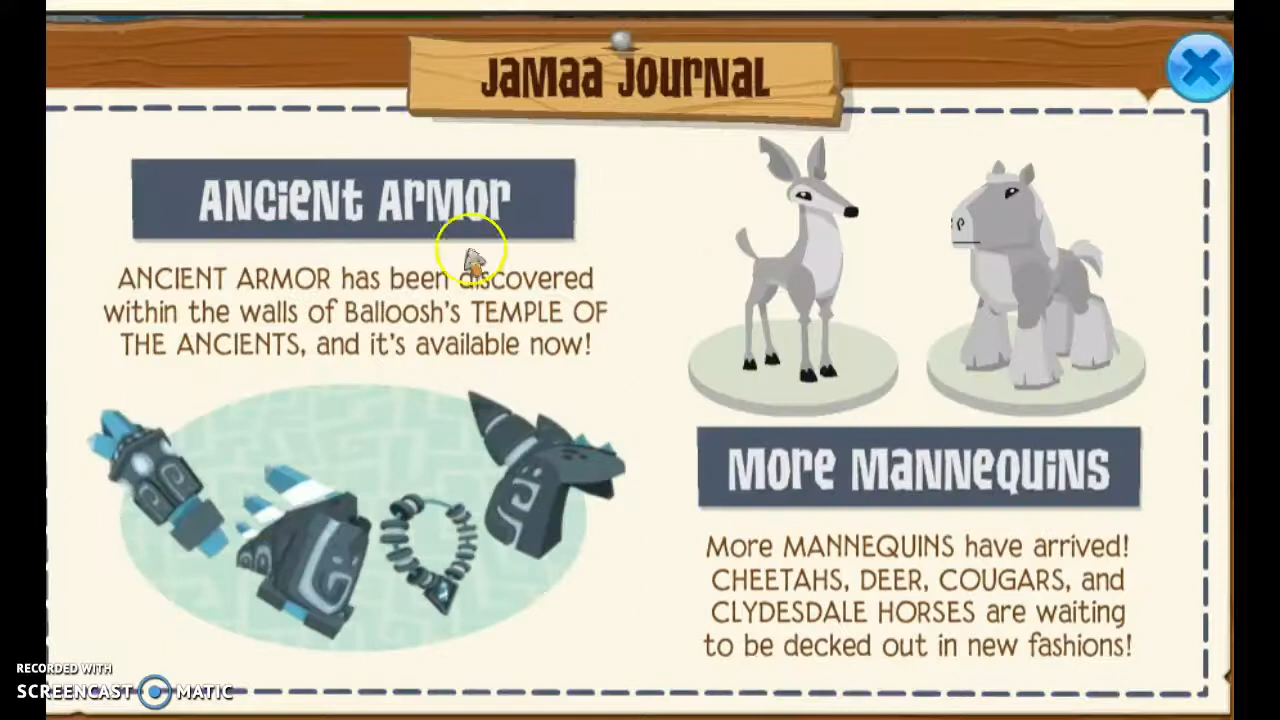 JAMAA JOURNAL
ANCIENT ARMOR
ANCIENT ARMOR has been discovered
within the walls of Balloosh's TEMPLE OF
THE ANCIENTS, and it's available now!
MORE MANNEQUINS
More MANNEQUINS have arrived!
CHEETAHS, DEER, COUGARS, and
CLYDESDALE HORSES are waiting
to be decked out in new fashions!
RECORDED WITH
SCREENCAST MATIC